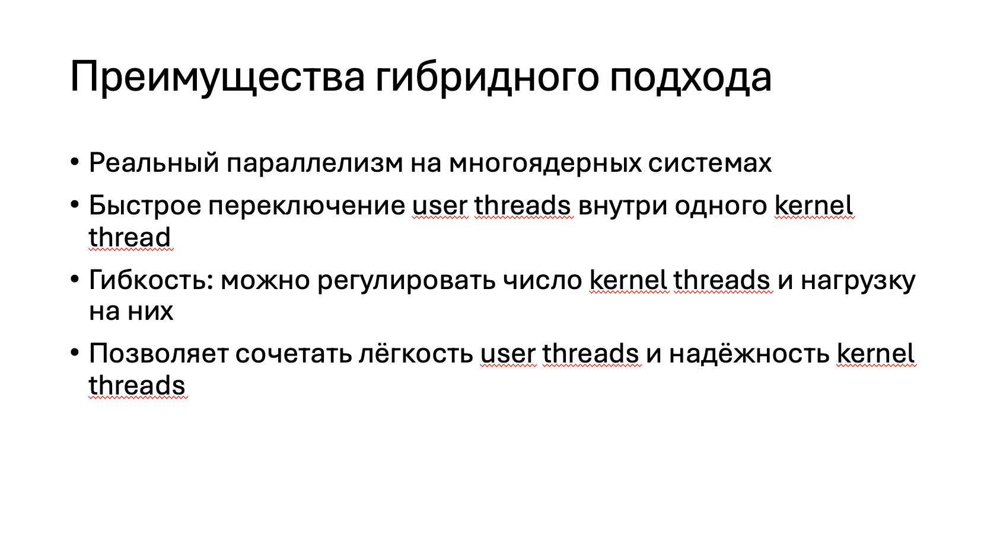 Преимущества гибридного подхода
• Реальный параллелизм на многоядерных системах
• Быстрое переключение user threads внутри одного kernel
thread
• Гибкость: можно регулировать число kernel threads и нагрузку
на них
• Позволяет сочетать лёгкость user threads и надёжность kernel
threads